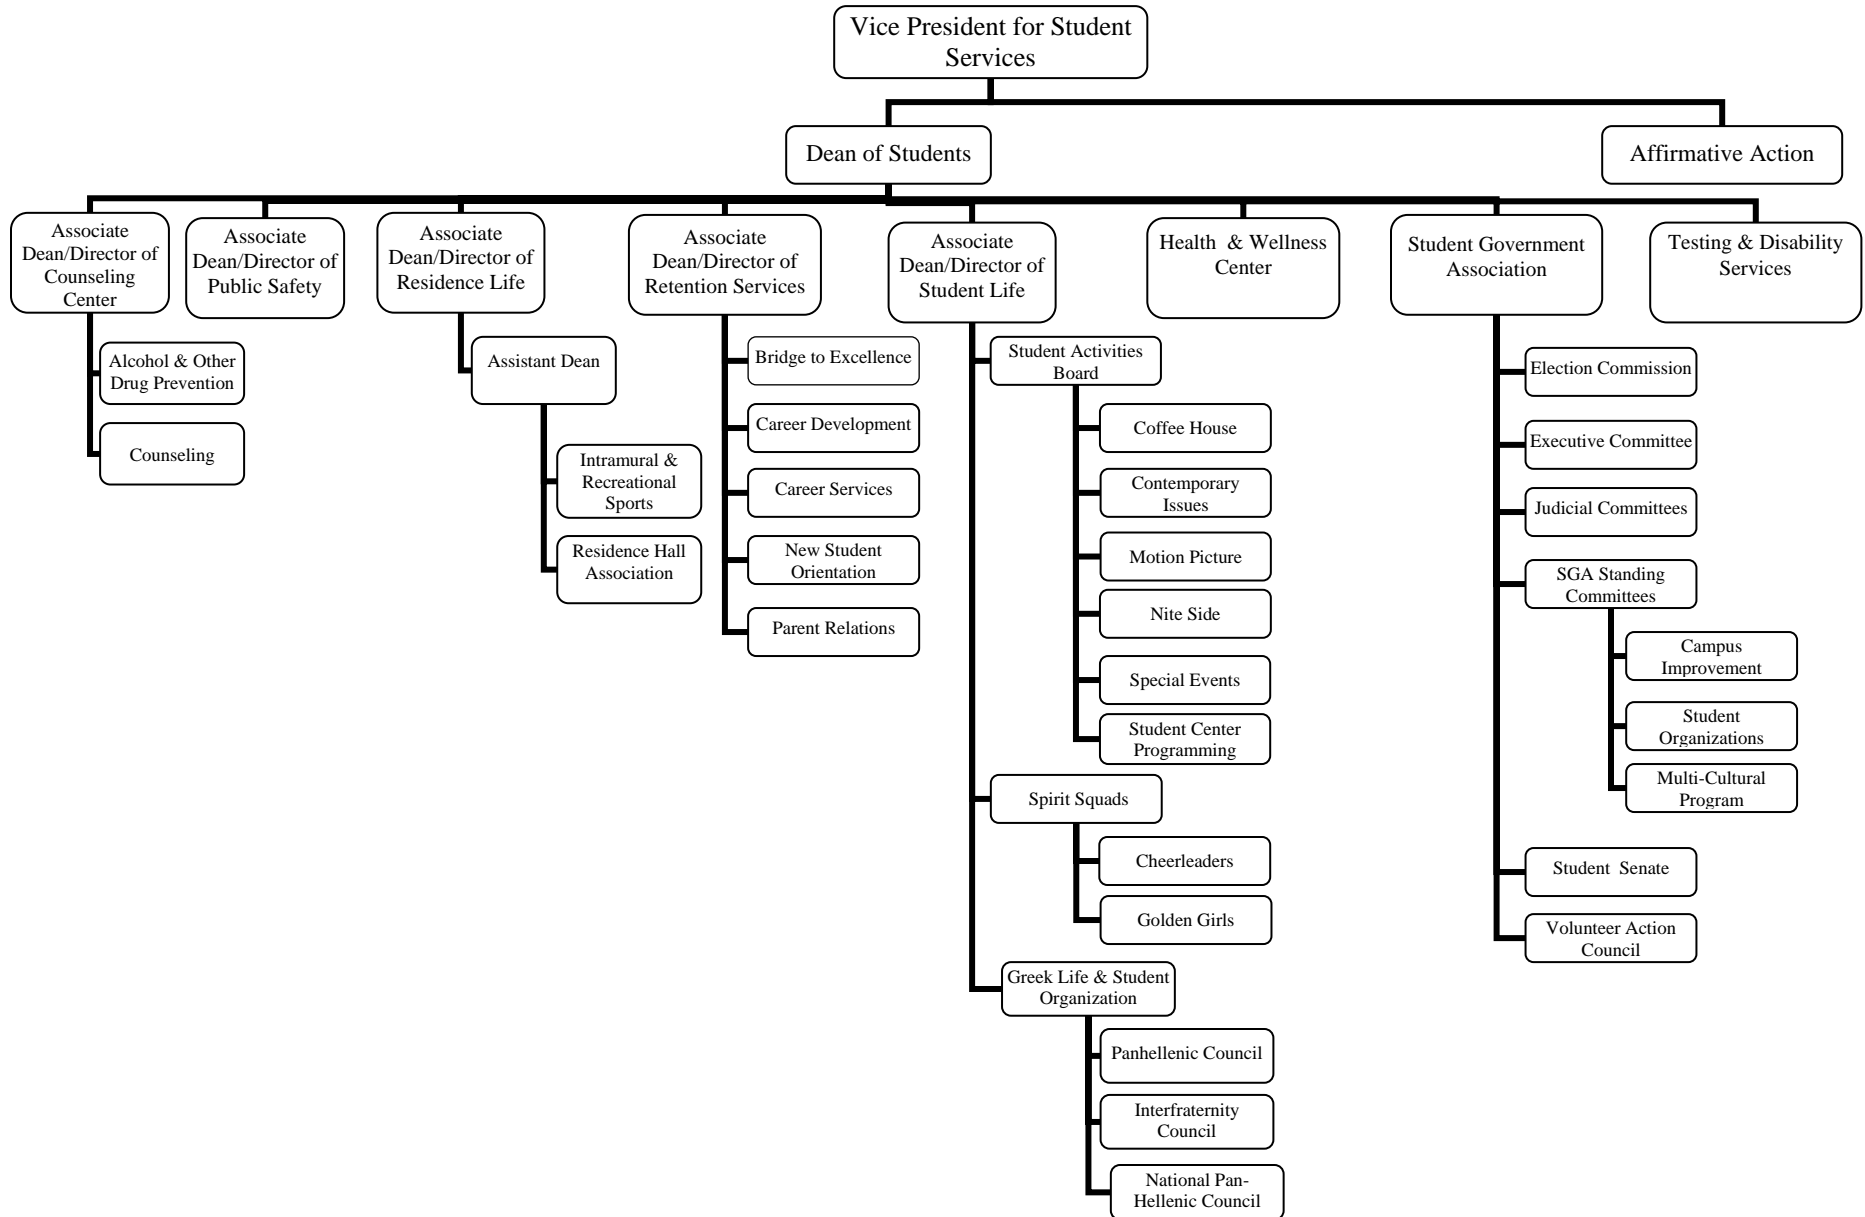 Vice President for Student
Services
Dean of Students
Affirmative Action
Associate
Dean/Director of
Counseling
Center
Associate
Dean/Director of
Public Safety
Associate
Dean/Director of
Residence Life
Associate
Dean/Director of
Retention Services
Associate
Dean/Director of
Student Life
Health & Wellness
Center
Student Government
Association
Testing & Disability
Services
Alcohol & Other
Drug Prevention
Counseling
Assistant Dean
Intramural &
Recreational
Sports
Residence Hall
Association
Bridge to Excellence
Career Development
Career Services
New Student
Orientation
Parent Relations
Student Activities
Board
Coffee House
Contemporary
Issues
Motion Picture
Nite Side
Special Events
Student Center
Programming
Spirit Squads
Cheerleaders
Golden Girls
Greek Life & Student
Organization
Panhellenic Council
Interfraternity
Council
National Pan-
Hellenic Council
Election Commission
Executive Committee
Judicial Committees
SGA Standing
Committees
Campus
Improvement
Student
Organizations
Multi-Cultural
Program
Student Senate
Volunteer Action
Council